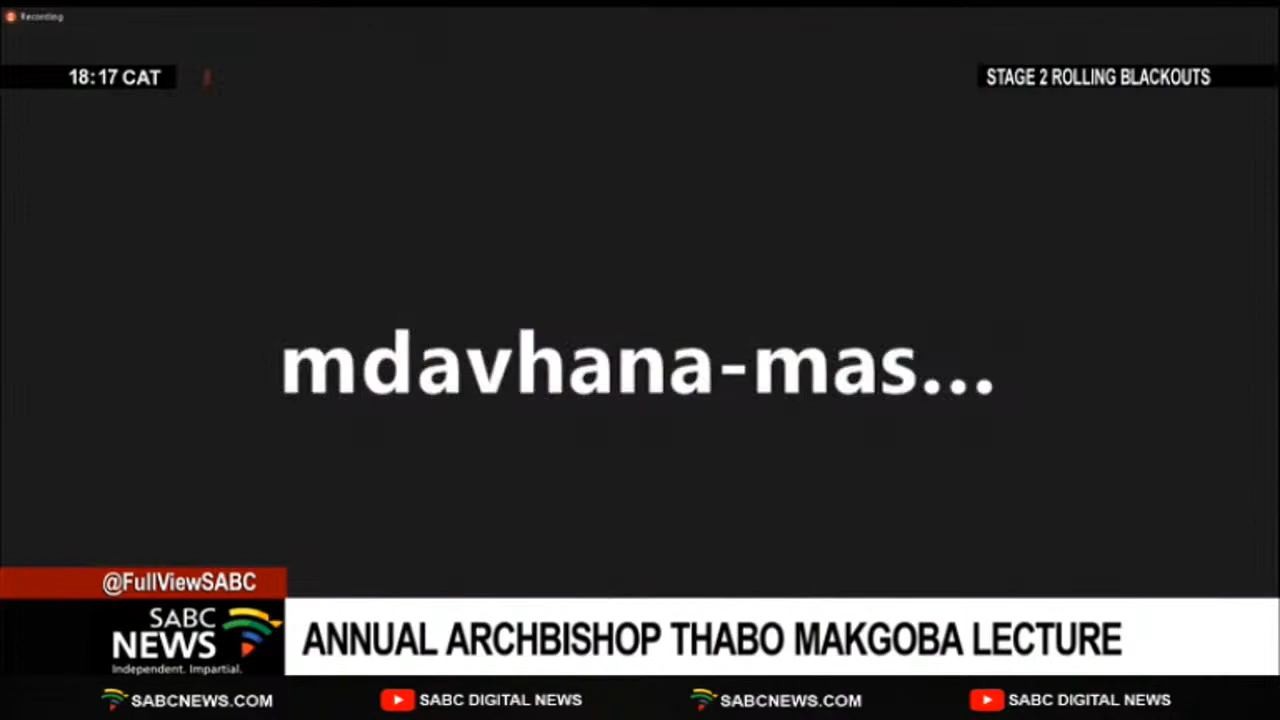 Recording
18:17 CAT
STAGE 2 ROLLING BLACKOUTS
mdavhana-mas...
@FullViewSABC
SABC
NEWS
Independent. Impartial.
ANNUAL ARCHBISHOP THABO MAKGOBA LECTURE
SABCNEWS.COM SABC DIGITAL NEWS SABCNEWS.COM SABC DIGITAL NEWS